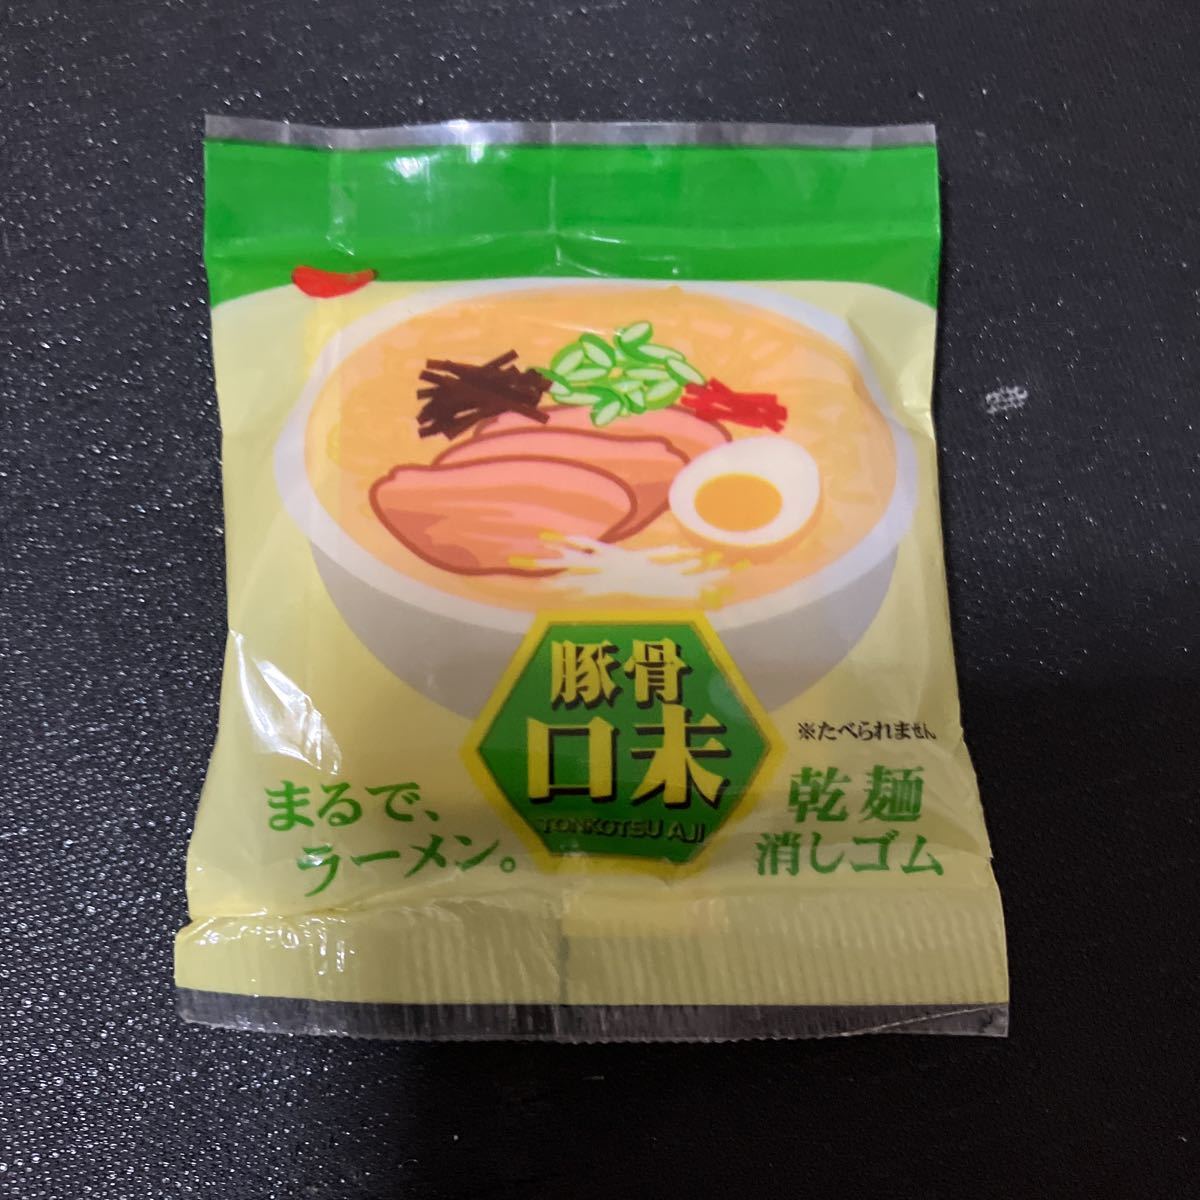 豚骨
口末
TONKOTSU AJI
※たべられません
まるで、
ラーメン。
乾麺
消しゴム